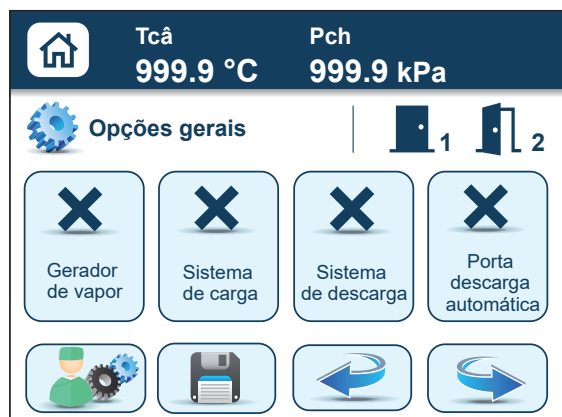 Tcâ
Pch
999.9 °C
999.9 kPa
Opções gerais
1
2
Gerador
de vapor
Sistema
de carga
Sistema
de descarga
Porta
descarga
automática